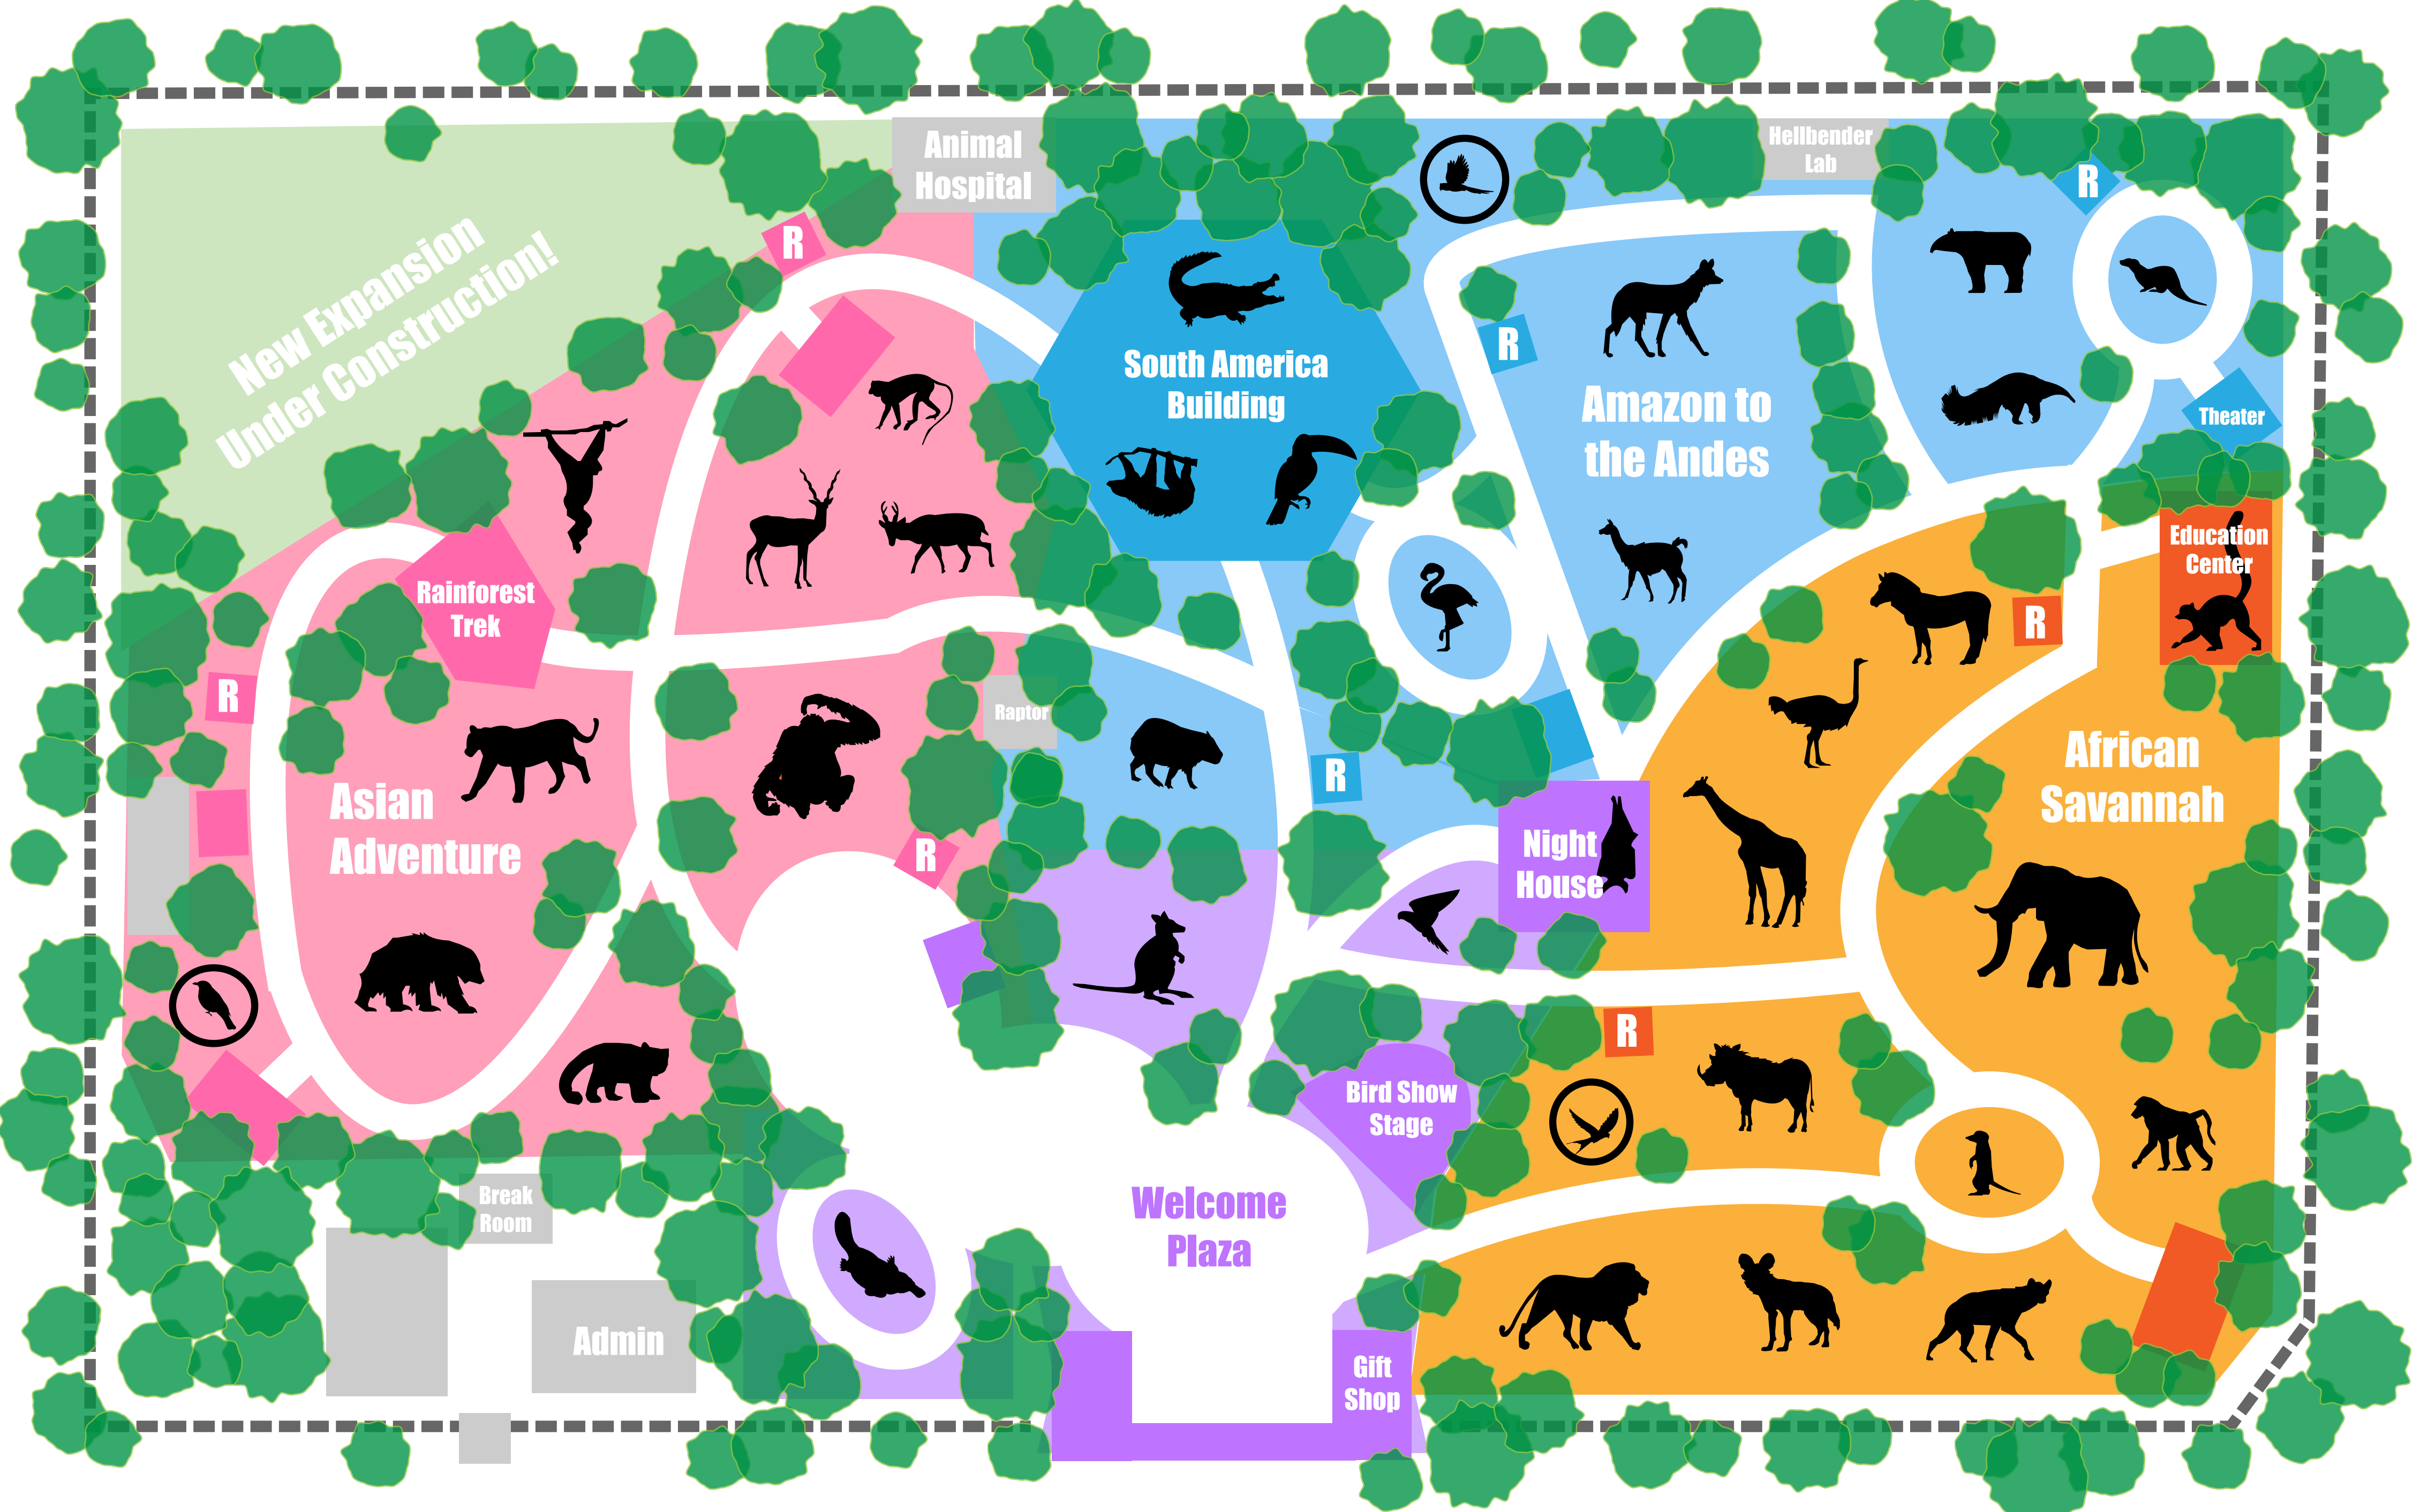 Animal
Hospital
Hellbender
Lab
R
R
New Expansion
Under Construction!
R
South America
Building
Amazon to
the Andes
Theater
Education
Center
Rainforest
Trek
R
R
Raptor
African
Savannah
R
Asian
Adventure
R
Night
House
R
Bird Show
Stage
Welcome
Plaza
Break
Room
Admin
Gift
Shop